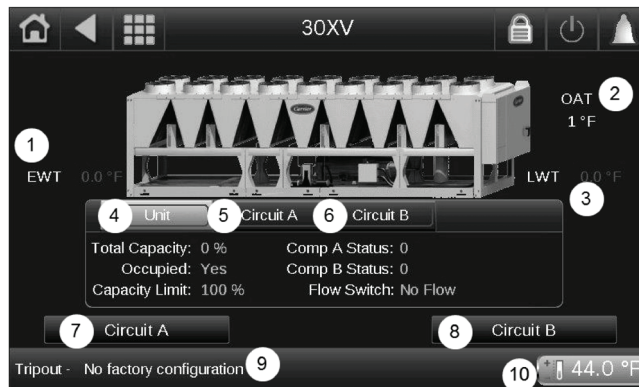 30XV
OAT 2
1 °F
1
EWT 0.0 °F
LWT 0.0 °F
3
4 Unit 5 Circuit A 6 Circuit B
Total Capacity: 0 % Comp A Status: 0
Occupied: Yes Comp B Status: 0
Capacity Limit: 100 % Flow Switch: No Flow
7 Circuit A 8 Circuit B
Tripout - No factory configuration 9
10 44.0 °F